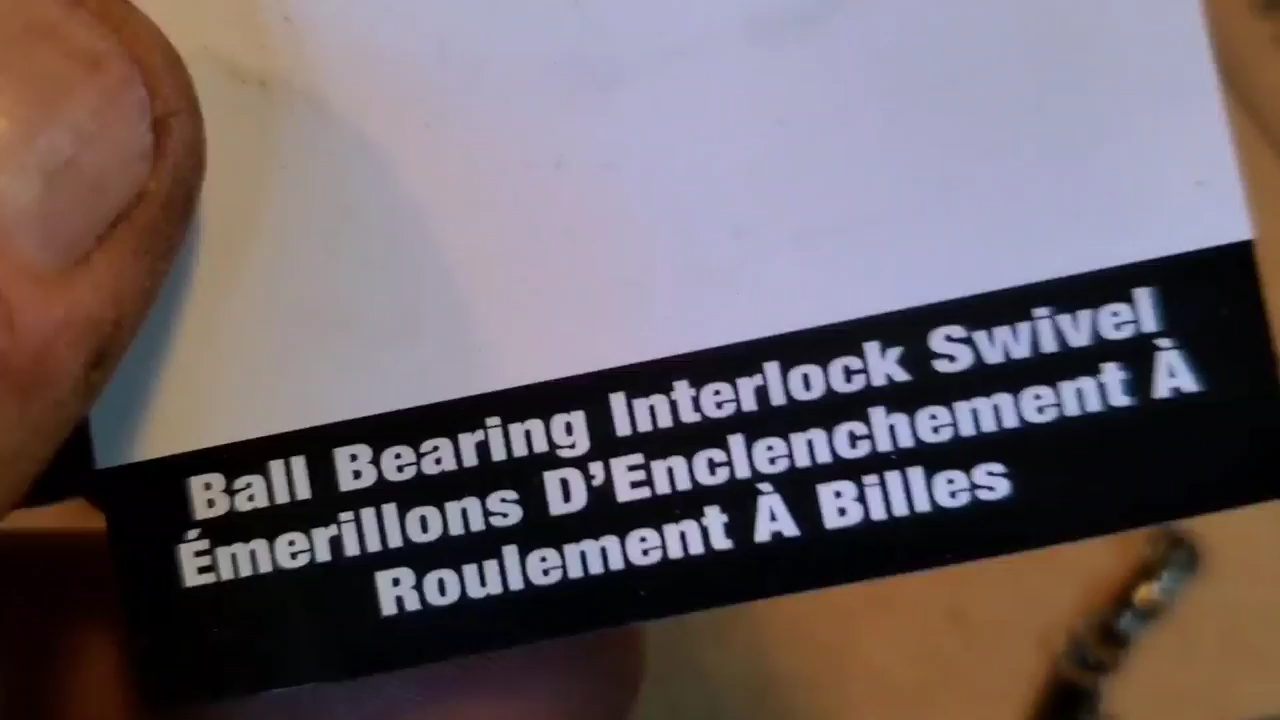 Ball Bearing Interlock Swivel
Émerillons D'Enclenchement À
Roulement À Billes